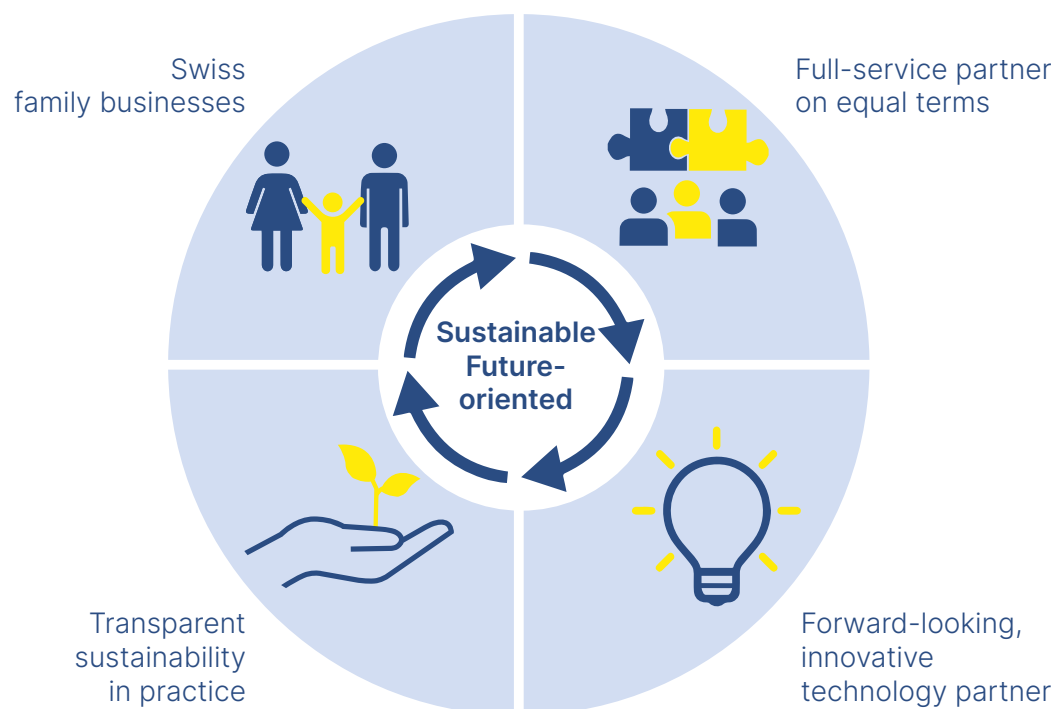 Swiss
family businesses
Full-service partner
on equal terms
Sustainable
Future-
oriented
Transparent
sustainability
in practice
Forward-looking,
innovative
technology partner